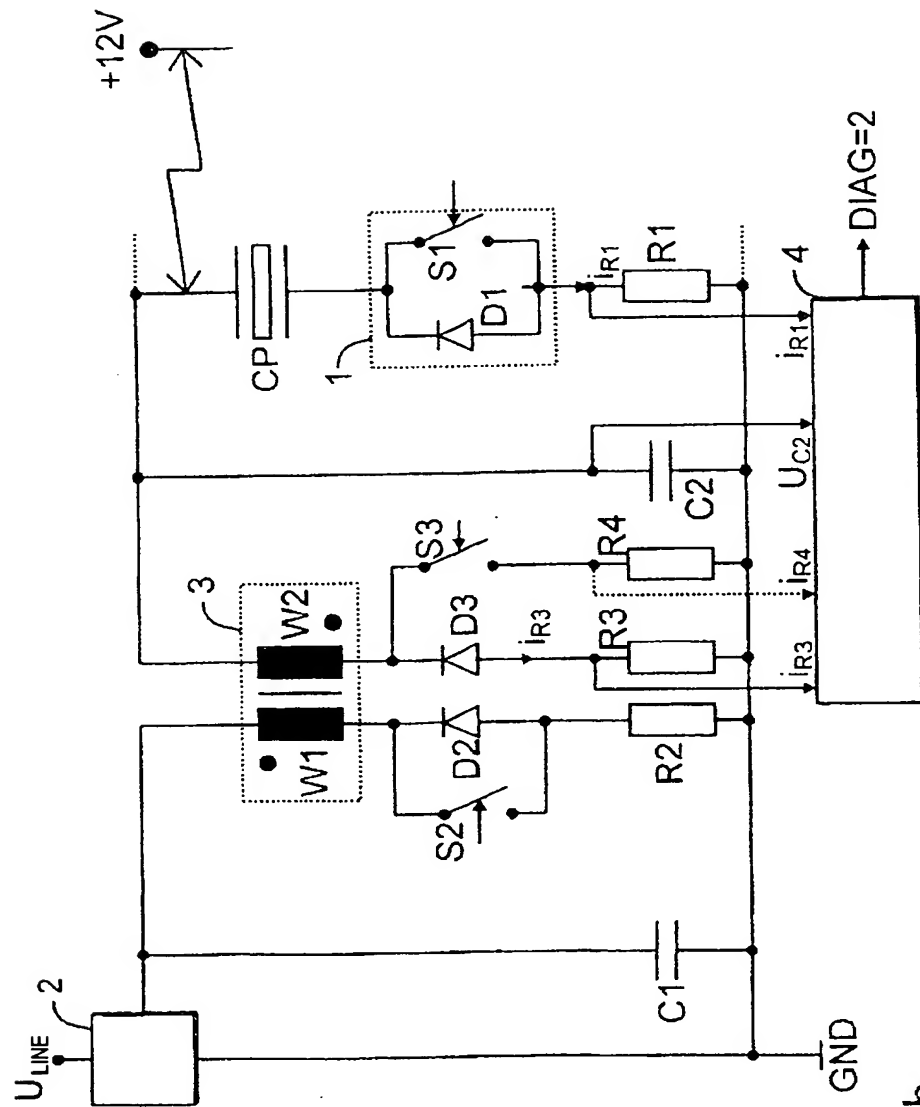 +12V
U_LINE
2
3
W1
W2
CP
1
S1
D1
S2
D2
D3
S3
i_R1
i_R3
C1
R2
R3
R4
C2
R1
i_R3
i_R4
U_C2
i_R1
4
DIAG=2
GND